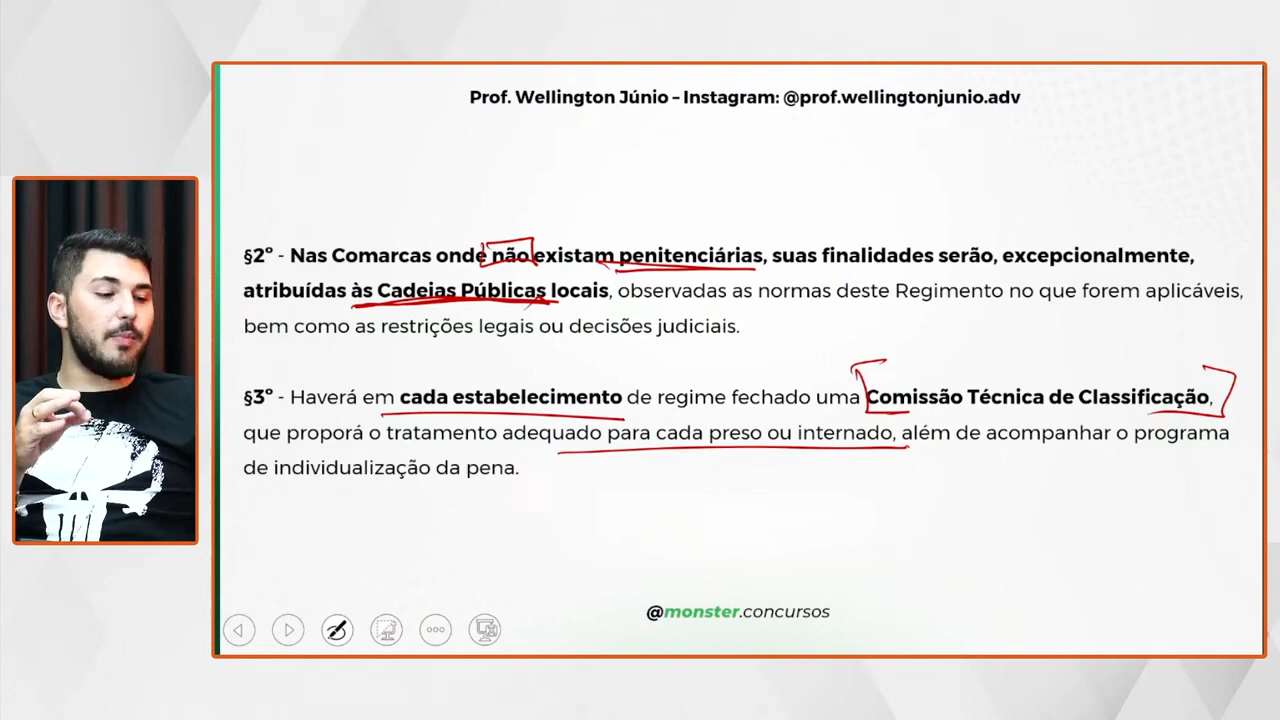 Prof. Wellington Júnio – Instagram: @prof.wellingtonjunio.adv
§2º - Nas Comarcas onde não existam penitenciárias, suas finalidades serão, excepcionalmente,
atribuídas às Cadeias Públicas locais, observadas as normas deste Regimento no que forem aplicáveis,
bem como as restrições legais ou decisões judiciais.
§3º - Haverá em cada estabelecimento de regime fechado uma Comissão Técnica de Classificação,
que proporá o tratamento adequado para cada preso ou internado, além de acompanhar o programa
de individualização da pena.
@monster.concursos